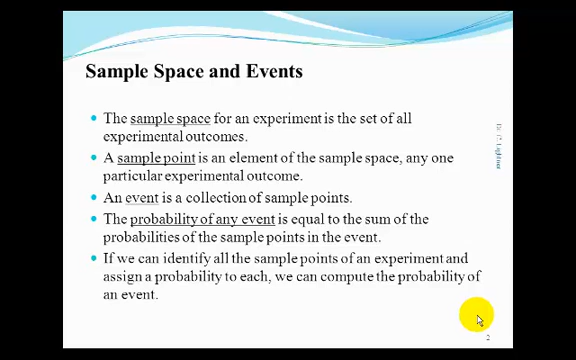 Sample Space and Events
The sample space for an experiment is the set of all
experimental outcomes.
A sample point is an element of the sample space, any one
particular experimental outcome.
An event is a collection of sample points.
The probability of any event is equal to the sum of the
probabilities of the sample points in the event.
If we can identify all the sample points of an experiment and
assign a probability to each, we can compute the probability of
an event.
2